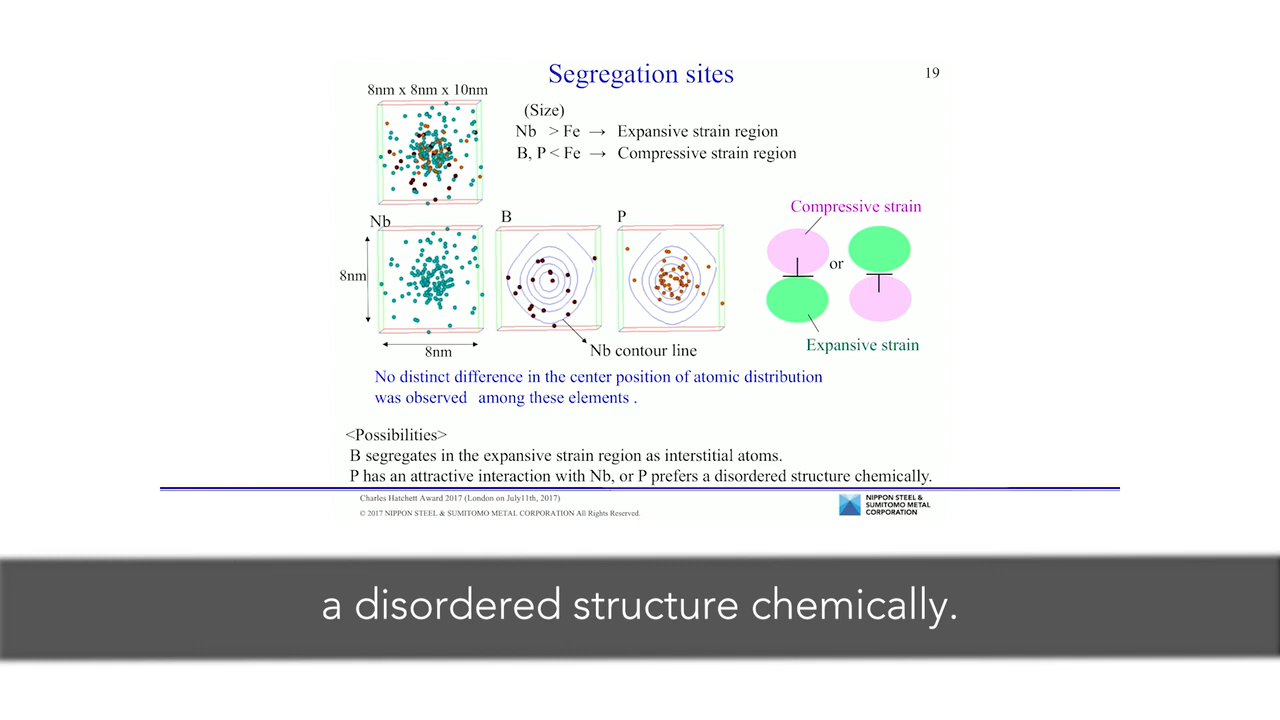 Segregation sites
19
8nm x 8nm x 10nm
(Size)
Nb > Fe → Expansive strain region
B, P < Fe → Compressive strain region
Compressive strain
Nb
B
P
8nm
or
8nm
Nb contour line
Expansive strain
No distinct difference in the center position of atomic distribution
was observed among these elements .
<Possibilities>
B segregates in the expansive strain region as interstitial atoms.
P has an attractive interaction with Nb, or P prefers a disordered structure chemically.
Charles Hatchett Award 2017 (London on July11th, 2017)
© 2017 NIPPON STEEL & SUMITOMO METAL CORPORATION All Rights Reserved.
NIPPON STEEL &
SUMITOMO METAL
CORPORATION
a disordered structure chemically.